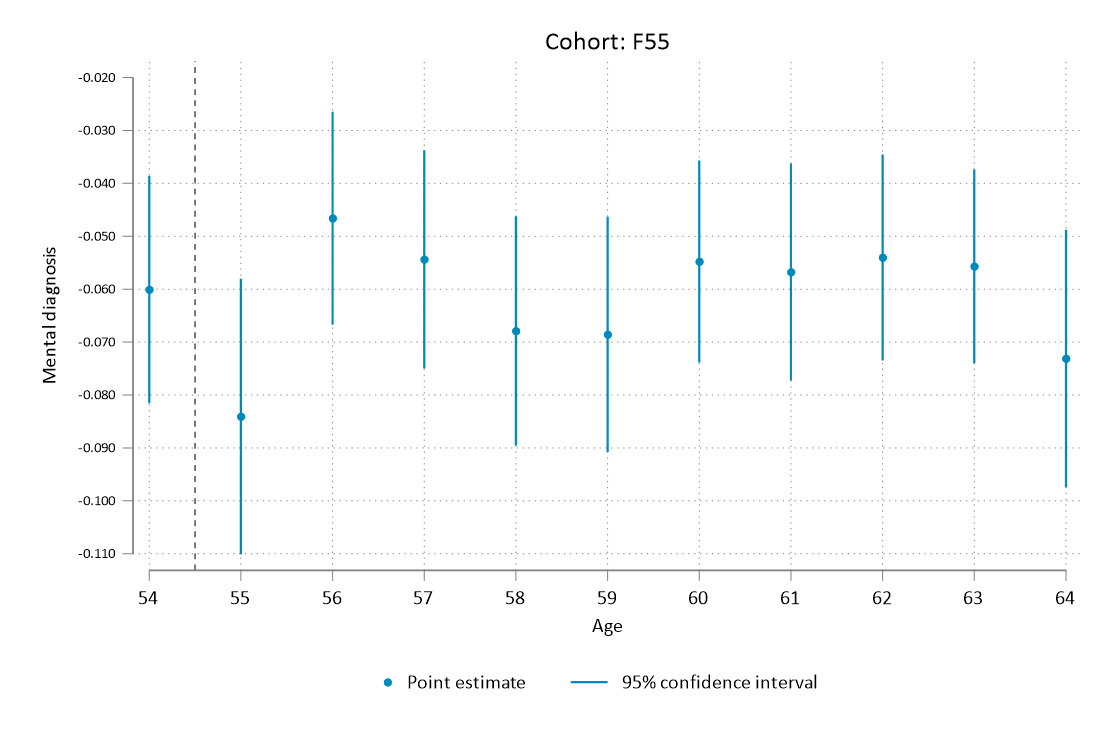 Cohort: F55
-0.020
-0.030
-0.040
-0.050
-0.060
-0.070
-0.080
-0.090
-0.100
-0.110
Mental diagnosis
54 55 56 57 58 59 60 61 62 63 64
Age
Point estimate 95% confidence interval